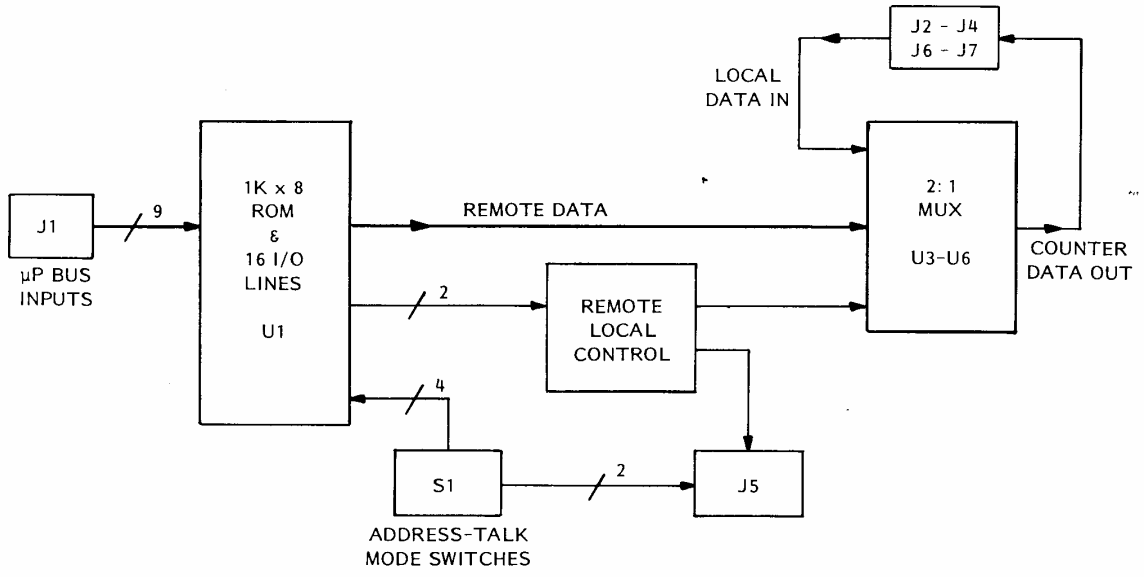 J1
9
µP BUS
INPUTS
1K x 8
ROM
&
16 I/O
LINES
U1
REMOTE DATA
2
REMOTE
LOCAL
CONTROL
4
S1
ADDRESS-TALK
MODE SWITCHES
2
J5
LOCAL
DATA IN
J2 - J4
J6 - J7
2:1
MUX
U3-U6
COUNTER
DATA OUT